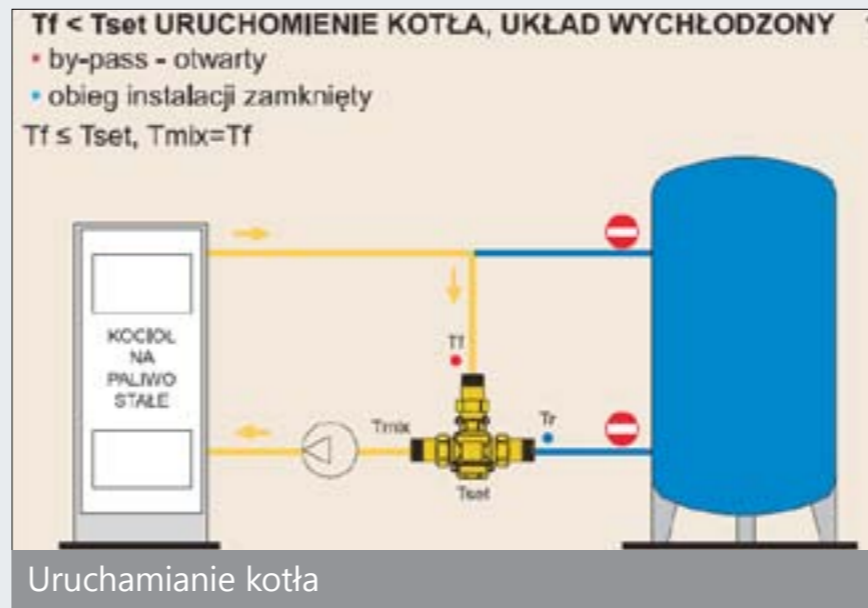 Tf < Tset URUCHOMIENIE KOTŁA, UKŁAD WYCHŁODZONY
• by-pass - otwarty
• obieg instalacji zamknięty
Tf ≤ Tset, Tmix=Tf
KOCIOŁ
NA
PALIWO
STAŁE
Tf
Tmix
Tr
Tset
Uruchamianie kotła